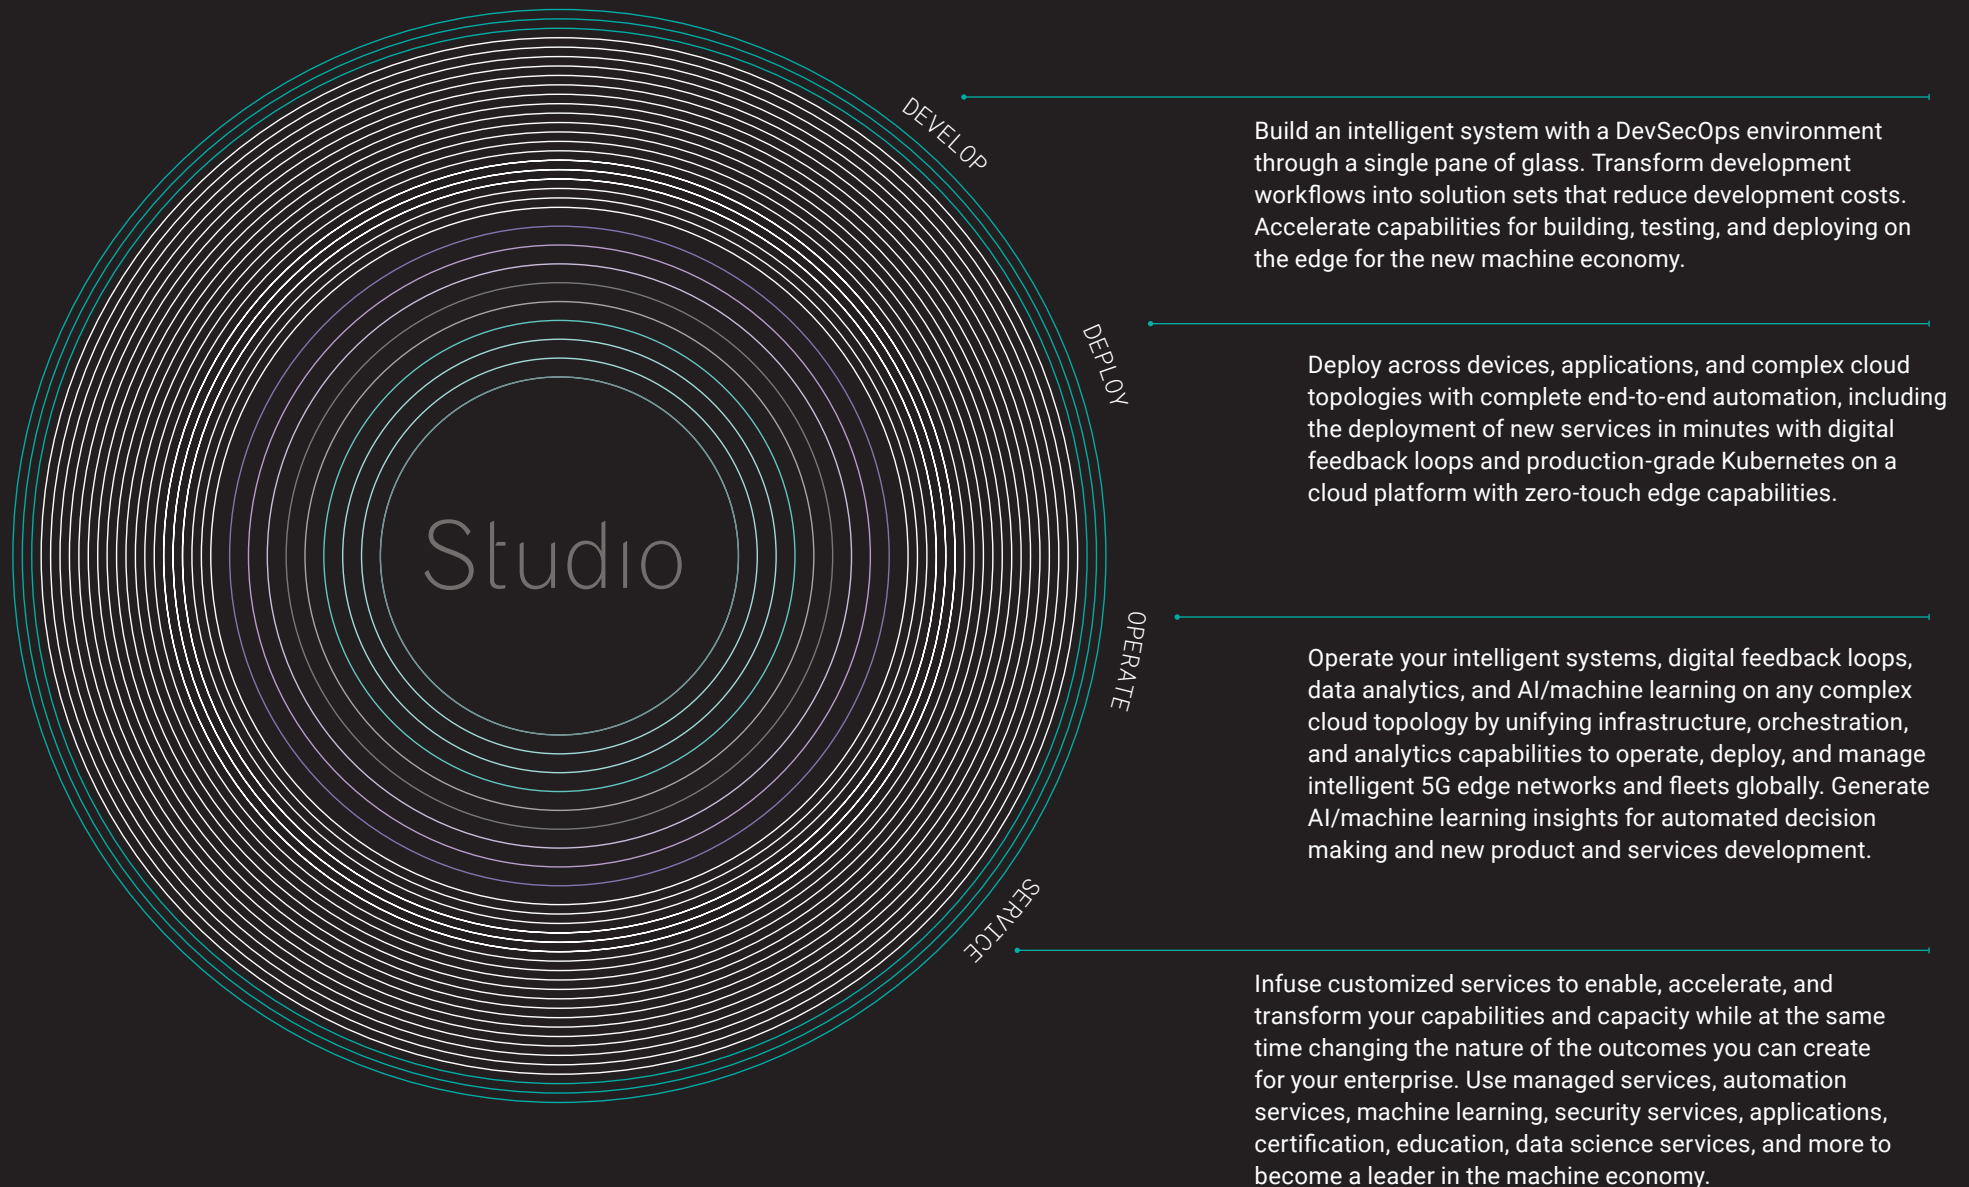 Studio
DEVELOP
Build an intelligent system with a DevSecOps environment
through a single pane of glass. Transform development
workflows into solution sets that reduce development costs.
Accelerate capabilities for building, testing, and deploying on
the edge for the new machine economy.
DEPLOY
Deploy across devices, applications, and complex cloud
topologies with complete end-to-end automation, including
the deployment of new services in minutes with digital
feedback loops and production-grade Kubernetes on a
cloud platform with zero-touch edge capabilities.
OPERATE
Operate your intelligent systems, digital feedback loops,
data analytics, and AI/machine learning on any complex
cloud topology by unifying infrastructure, orchestration,
and analytics capabilities to operate, deploy, and manage
intelligent 5G edge networks and fleets globally. Generate
AI/machine learning insights for automated decision
making and new product and services development.
SERVICE
Infuse customized services to enable, accelerate, and
transform your capabilities and capacity while at the same
time changing the nature of the outcomes you can create
for your enterprise. Use managed services, automation
services, machine learning, security services, applications,
certification, education, data science services, and more to
become a leader in the machine economy.